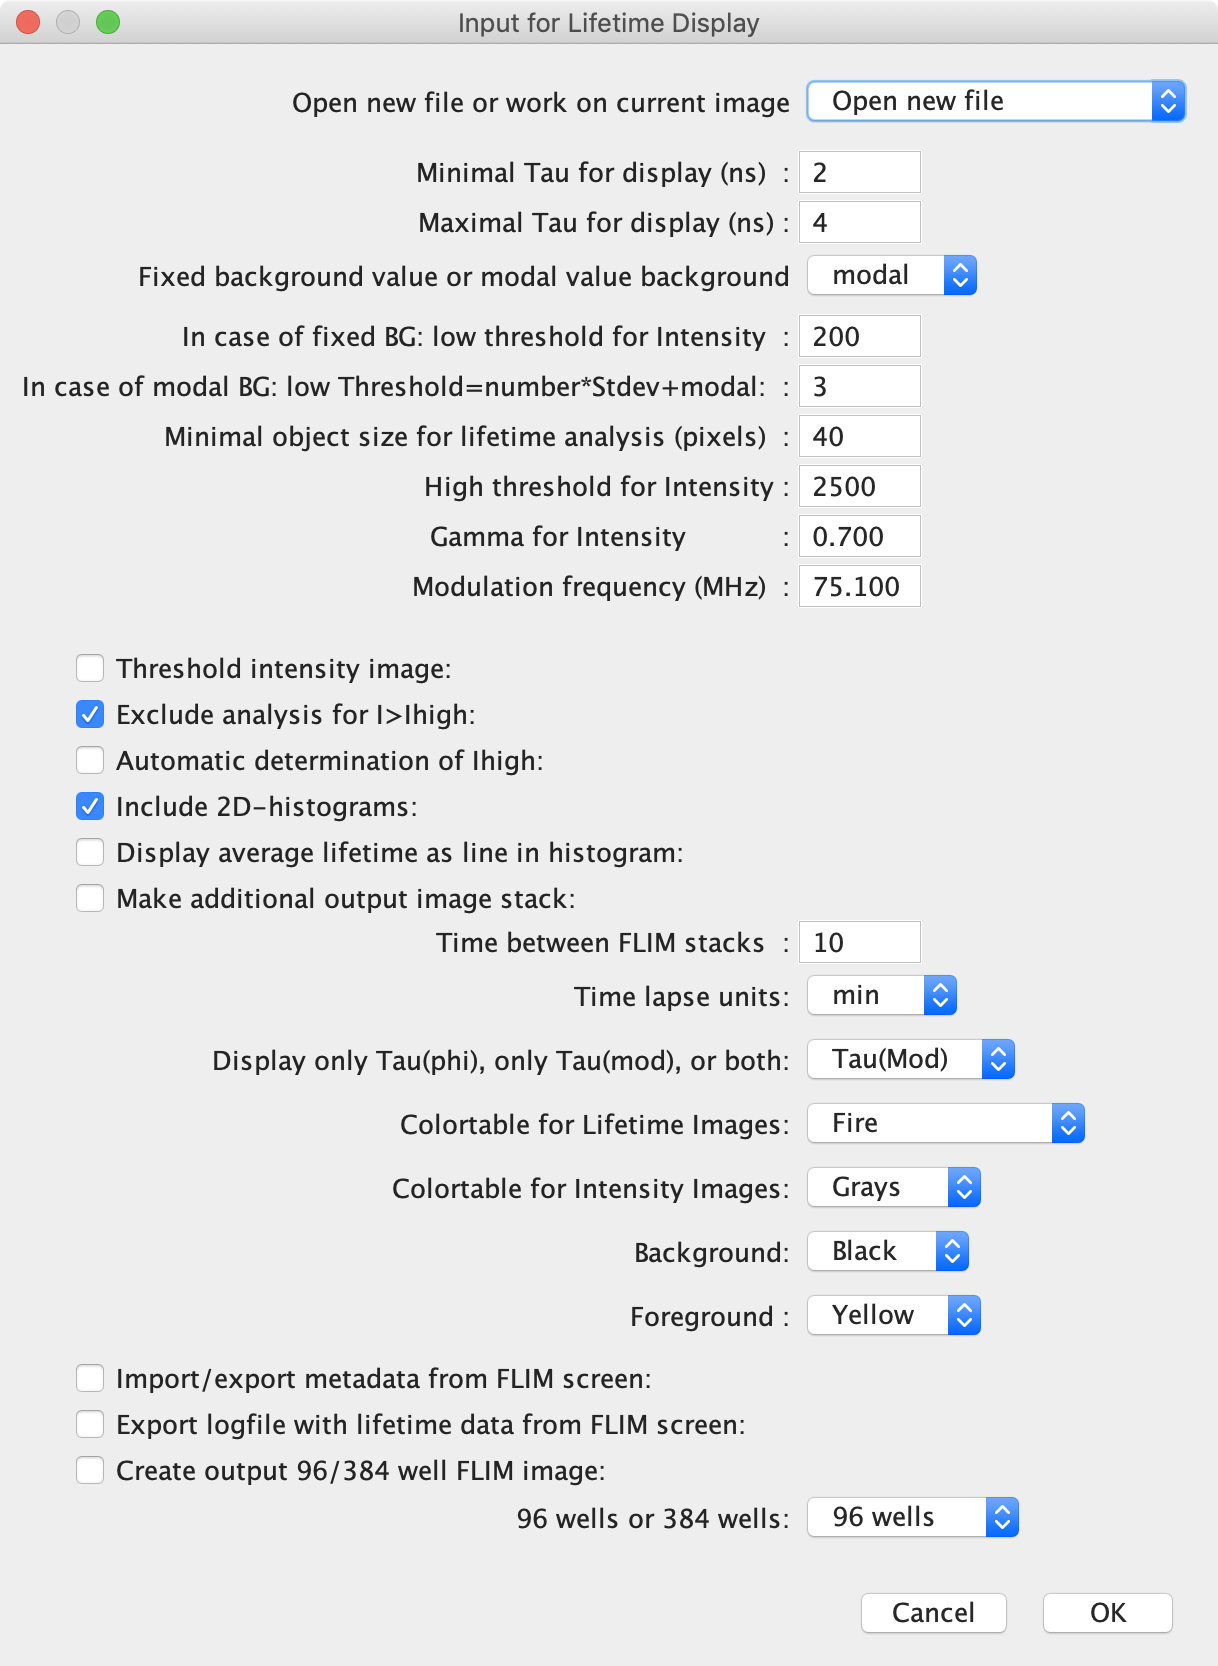 Input for Lifetime Display
Open new file or work on current image Open new file
Minimal Tau for display (ns) : 2
Maximal Tau for display (ns) : 4
Fixed background value or modal value background modal
In case of fixed BG: low threshold for Intensity : 200
In case of modal BG: low Threshold=number*Stdev+modal: : 3
Minimal object size for lifetime analysis (pixels) : 40
High threshold for Intensity : 2500
Gamma for Intensity : 0.700
Modulation frequency (MHz) : 75.100
Threshold intensity image:
Exclude analysis for I>Ihigh:
Automatic determination of Ihigh:
Include 2D-histograms:
Display average lifetime as line in histogram:
Make additional output image stack:
Time between FLIM stacks : 10
Time lapse units: min
Display only Tau(phi), only Tau(mod), or both: Tau(Mod)
Colortable for Lifetime Images: Fire
Colortable for Intensity Images: Grays
Background: Black
Foreground : Yellow
Import/export metadata from FLIM screen:
Export logfile with lifetime data from FLIM screen:
Create output 96/384 well FLIM image:
96 wells or 384 wells: 96 wells
Cancel OK